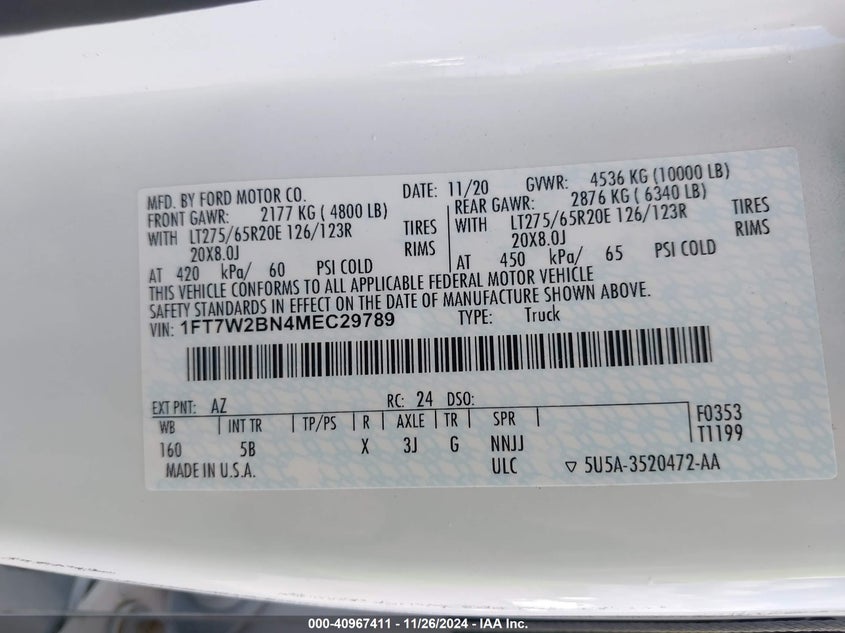 MFD. BY FORD MOTOR CO. DATE: 11/20 GVWR: 4536 KG (10000 LB)
FRONT GAWR: 2177 KG ( 4800 LB) REAR GAWR: 2876 KG ( 6340 LB)
WITH LT275/65R20E 126/123R TIRES WITH LT275/65R20E 126/123R TIRES
20X8.0J RIMS 20X8.0J RIMS
AT 420 kPa/ 60 PSI COLD AT 450 kPa/ 65 PSI COLD
THIS VEHICLE CONFORMS TO ALL APPLICABLE FEDERAL MOTOR VEHICLE
SAFETY STANDARDS IN EFFECT ON THE DATE OF MANUFACTURE SHOWN ABOVE.
VIN: 1FT7W2BN4MEC29789 TYPE: Truck
EXT PNT: AZ RC: 24 DSO:
WB INT TR TP/PS R AXLE TR SPR F0353
160 5B X 3J G NNJJ T1199
MADE IN U.S.A. ULC ▽ 5U5A-3520472-AA
000-40967411 - 11/26/2024 - IAA Inc.